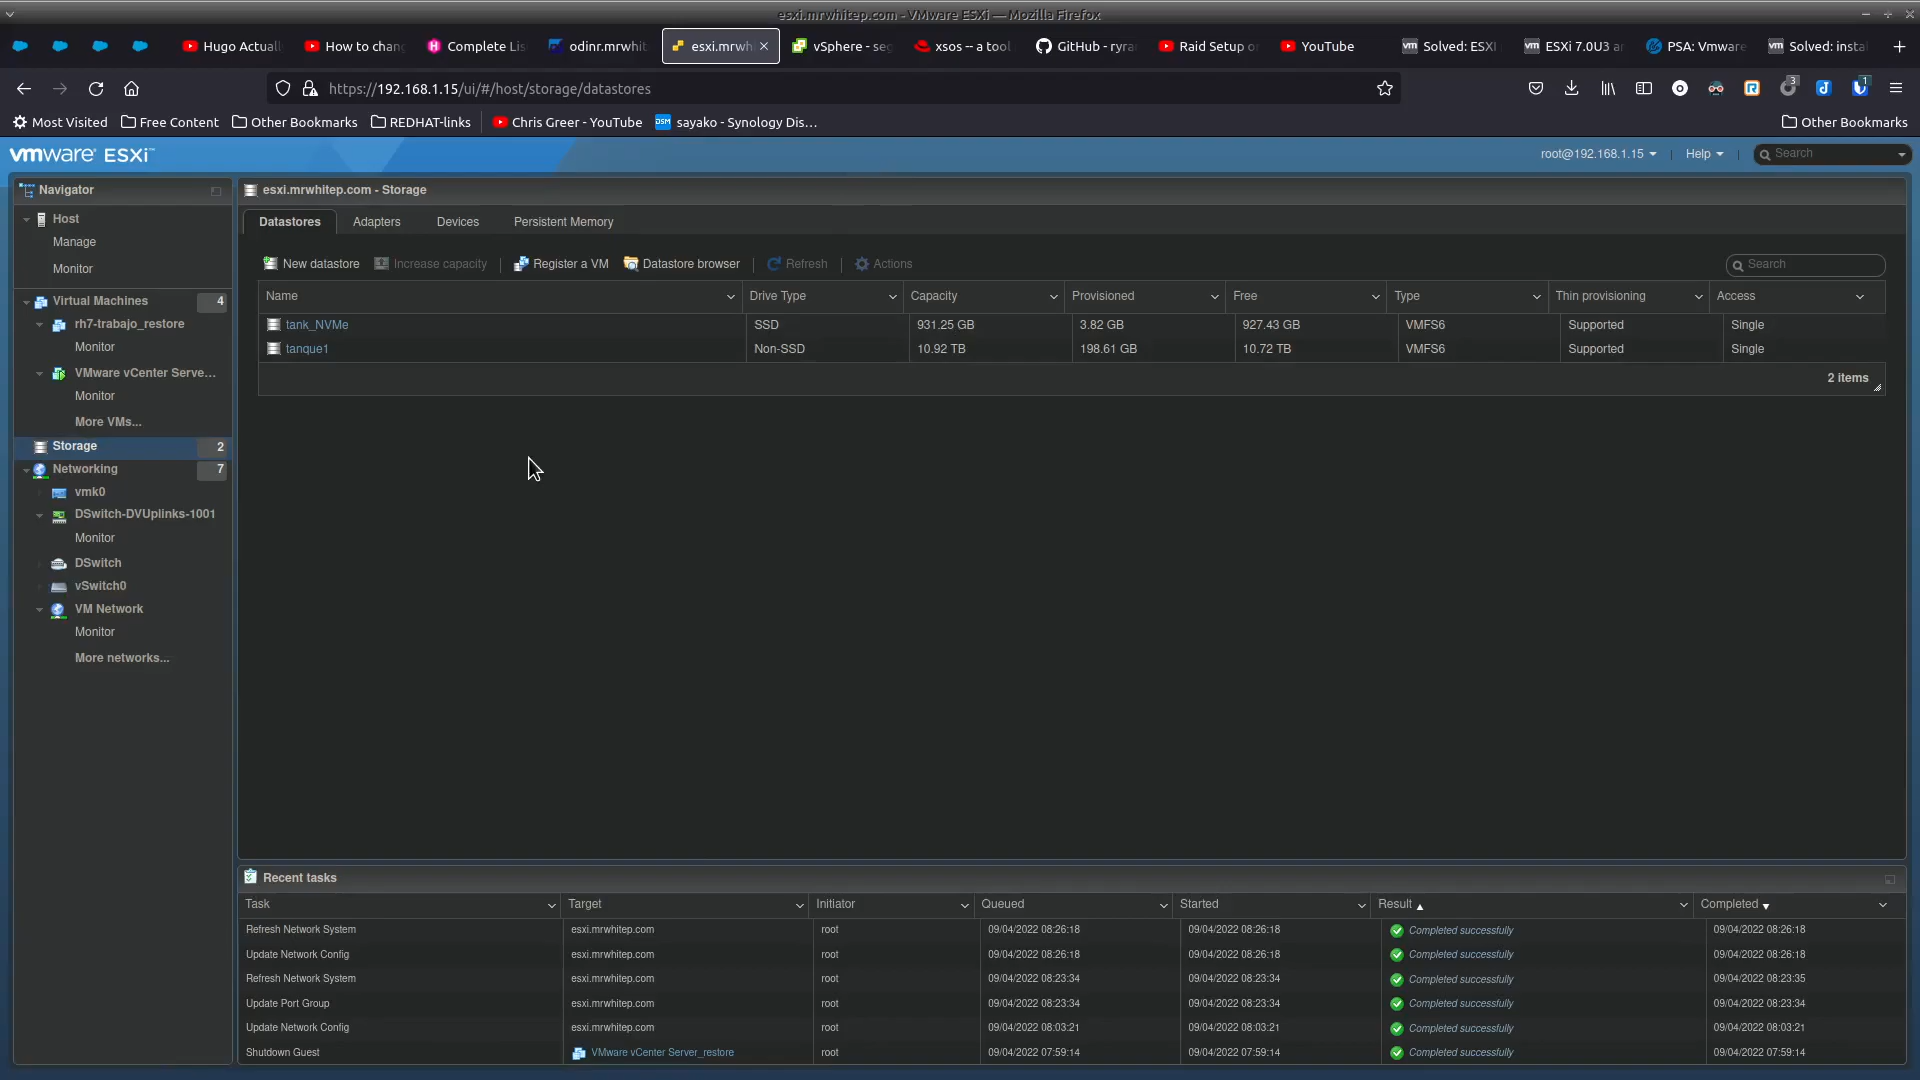 esxi.mrwhitep.com - VMware ESXi — Mozilla Firefox
Hugo Actuali
How to chang
Complete Lis
odinr.mrwhit
esxi.mrwh
vSphere - seg
xsos -- a tool
GitHub - ryra
Raid Setup o
YouTube
Solved: ESXi
ESXi 7.0U3 a
PSA: Vmware
Solved: insta
https://192.168.1.15/ui/#/host/storage/datastores
3
1
Most Visited
Free Content
Other Bookmarks
REDHAT-links
Chris Greer - YouTube
sayako - Synology Dis…
Other Bookmarks
vmware ESXi
root@192.168.1.15
Help
Search
Navigator
esxi.mrwhitep.com - Storage
Host
Manage
Monitor
Virtual Machines 4
rh7-trabajo_restore
Monitor
VMware vCenter Serve...
Monitor
More VMs...
Storage 2
Networking 7
vmk0
DSwitch-DVUplinks-1001
Monitor
DSwitch
vSwitch0
VM Network
Monitor
More networks...
Datastores Adapters Devices Persistent Memory
New datastore Increase capacity | Register a VM Datastore browser | Refresh | Actions
Search
Name Drive Type Capacity Provisioned Free Type Thin provisioning Access
tank_NVMe SSD 931.25 GB 3.82 GB 927.43 GB VMFS6 Supported Single
tanque1 Non-SSD 10.92 TB 198.61 GB 10.72 TB VMFS6 Supported Single
2 items
Recent tasks
Task Target Initiator Queued Started Result Completed
Refresh Network System esxi.mrwhitep.com root 09/04/2022 08:26:18 09/04/2022 08:26:18 Completed successfully 09/04/2022 08:26:18
Update Network Config esxi.mrwhitep.com root 09/04/2022 08:26:18 09/04/2022 08:26:18 Completed successfully 09/04/2022 08:26:18
Refresh Network System esxi.mrwhitep.com root 09/04/2022 08:23:34 09/04/2022 08:23:34 Completed successfully 09/04/2022 08:23:35
Update Port Group esxi.mrwhitep.com root 09/04/2022 08:23:34 09/04/2022 08:23:34 Completed successfully 09/04/2022 08:23:34
Update Network Config esxi.mrwhitep.com root 09/04/2022 08:03:21 09/04/2022 08:03:21 Completed successfully 09/04/2022 08:03:21
Shutdown Guest VMware vCenter Server_restore root 09/04/2022 07:59:14 09/04/2022 07:59:14 Completed successfully 09/04/2022 07:59:14